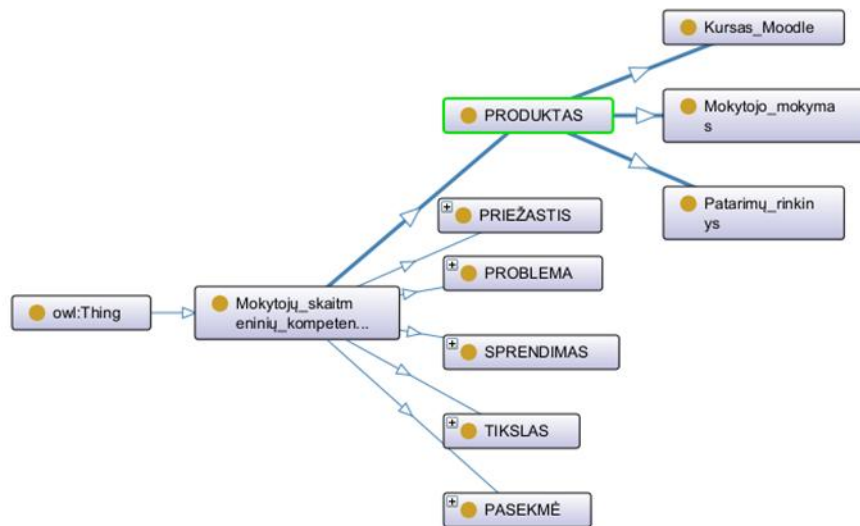 Kursas_Moodle
PRODUKTAS
Mokytojo_mokyma
s
Patarimų_rinkin
ys
PRIEŽASTIS
PROBLEMA
owl:Thing
Mokytojų_skaitm
eninių_kompeten...
SPRENDIMAS
TIKSLAS
PASEKMĖ